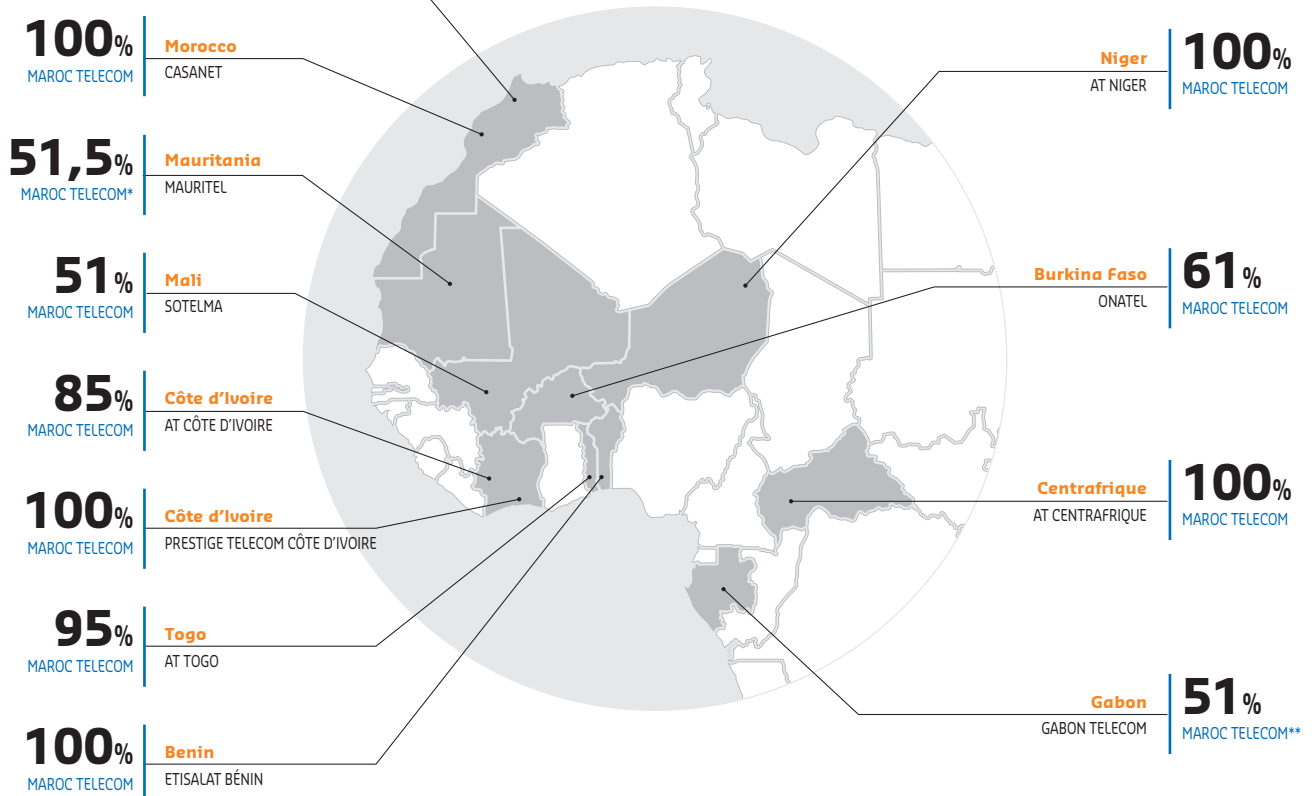 100%
MAROC TELECOM
Morocco
CASANET
51,5%
MAROC TELECOM*
Mauritania
MAURITEL
51%
MAROC TELECOM
Mali
SOTELMA
85%
MAROC TELECOM
Côte d'Ivoire
AT CÔTE D'IVOIRE
100%
MAROC TELECOM
Côte d'Ivoire
PRESTIGE TELECOM CÔTE D'IVOIRE
95%
MAROC TELECOM
Togo
AT TOGO
100%
MAROC TELECOM
Benin
ETISALAT BÉNIN
Niger
AT NIGER
100%
MAROC TELECOM
Burkina Faso
ONATEL
61%
MAROC TELECOM
Centrafrique
AT CENTRAFRIQUE
100%
MAROC TELECOM
Gabon
GABON TELECOM
51%
MAROC TELECOM**